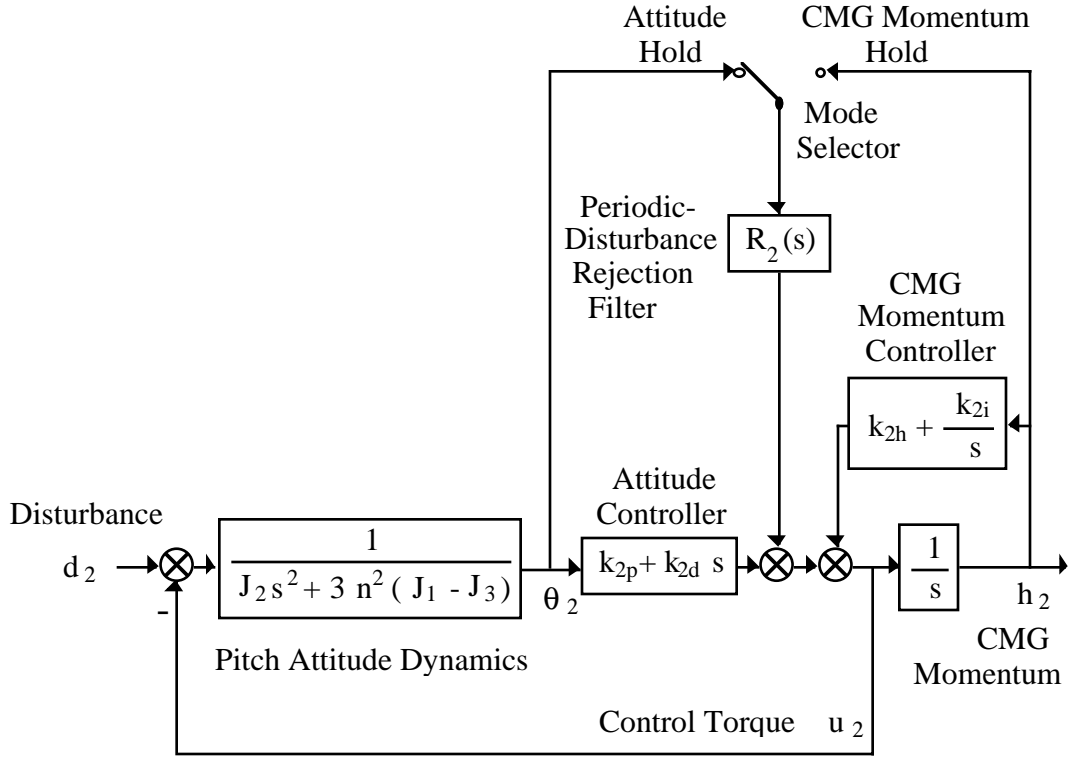 Attitude
Hold
CMG Momentum
Hold
Mode
Selector
Periodic-
Disturbance
Rejection
Filter
R₂(s)
CMG
Momentum
Controller
k₂ₕ + k₂ᵢ / s
Attitude
Controller
k₂ₚ + k₂d s
Disturbance
d₂
-
1
J₂s² + 3 n² ( J₁ - J₃)
θ₂
Pitch Attitude Dynamics
1
s
h₂
CMG
Momentum
Control Torque u₂